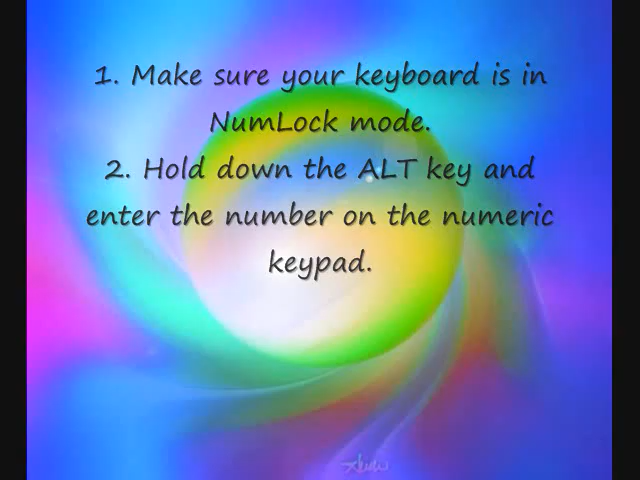 1. Make sure your keyboard is in
NumLock mode.
2. Hold down the ALT key and
enter the number on the numeric
keypad.